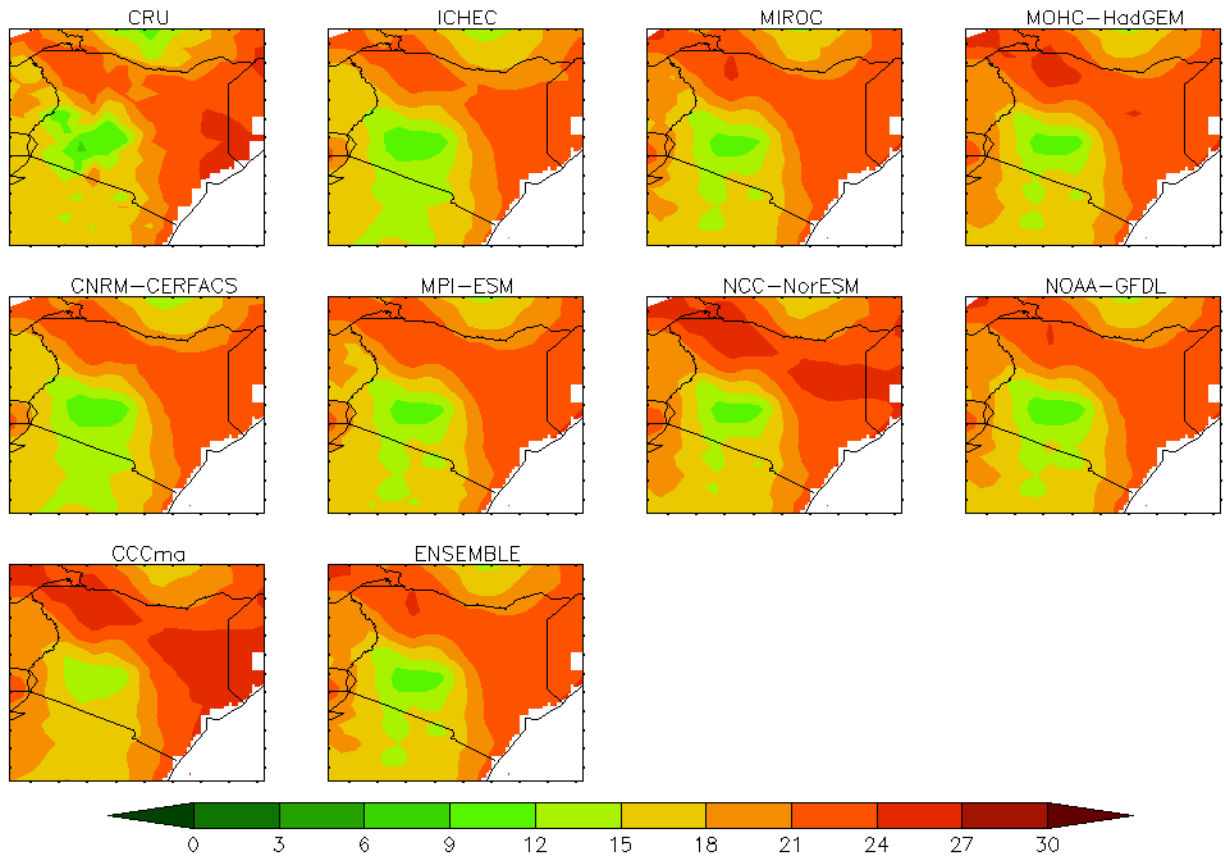 CRU ICHEC MIROC MOHC-HadGEM
CNRM-CERFACS MPI-ESM NCC-NorESM NOAA-GFDL
CCCma ENSEMBLE
0 3 6 9 12 15 18 21 24 27 30